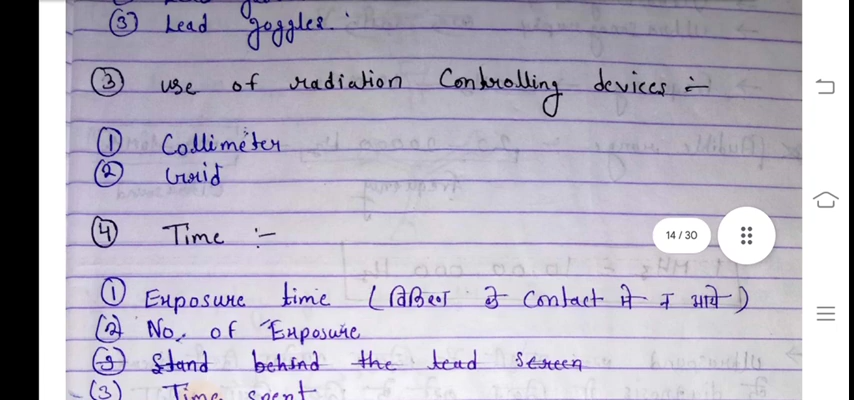 ③ Lead goggles.
③ use of radiation Controlling devices :-
① Collimeter
② Grid
④ Time :-
① Exposure time ( विकिरण के Contact में न आये )
(2) No. of Exposure
③ Stand behind the lead screen
(3) Time spent
14 / 30